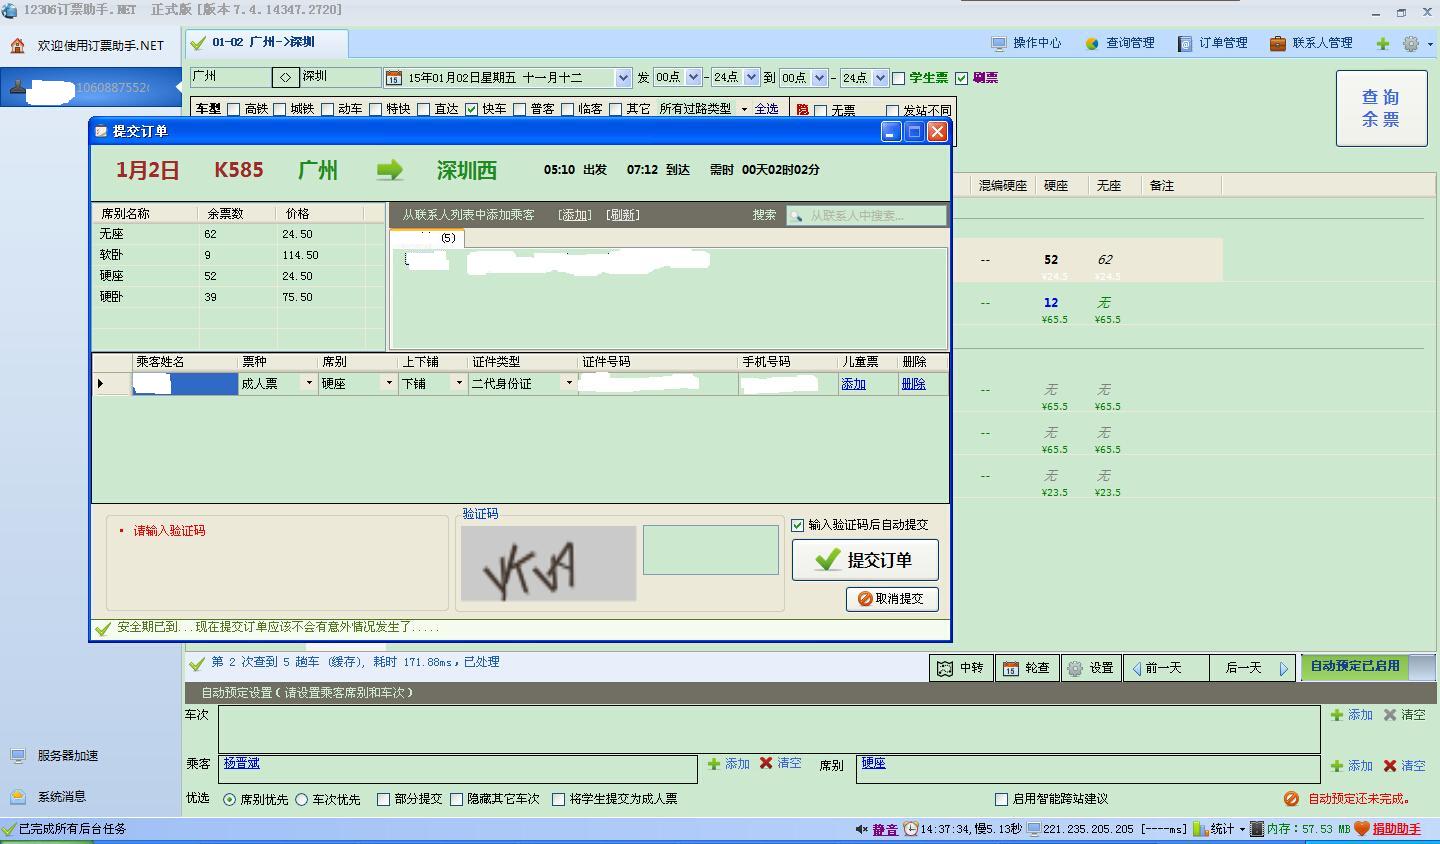 12306订票助手.NET 正式版 [版本7.4.14347.2720]
欢迎使用订票助手.NET
01-02 广州->深圳
操作中心 查询管理 订单管理 联系人管理
广州 <> 深圳 15 15年01月02日星期五 十一月十二 发 00点 - 24点 到 00点 - 24点 学生票 刷票
1060887552
车型 高铁 城铁 动车 特快 直达 快车 普客 临客 其它 所有过路类型 全选 隐 无票 发站不同
查询
余票
提交订单
1月2日 K585 广州 深圳西 05:10 出发 07:12 到达 需时 00天02时02分
混编硬座 硬座 无座 备注
席别名称 余票数 价格
无座 62 24.50
软卧 9 114.50
硬座 52 24.50
硬卧 39 75.50
从联系人列表中添加乘客 [添加] [刷新] 搜索 从联系人中搜索...
(5)
-- 52 62
¥24.5 ¥24.5
-- 12 无
¥65.5 ¥65.5
-- 无 无
¥65.5 ¥65.5
-- 无 无
¥65.5 ¥65.5
-- 无 无
¥23.5 ¥23.5
乘客姓名 票种 席别 上下铺 证件类型 证件号码 手机号码 儿童票 删除
成人票 硬座 下铺 二代身份证 添加 删除
请输入验证码
验证码
VKVA
输入验证码后自动提交
提交订单
取消提交
安全期已到...现在提交订单应该不会有意外情况发生了.....
第 2 次查到 5 趟车 (缓存), 耗时 171.88ms，已处理
中转 15 轮查 设置 前一天 后一天 自动预定已启用
自动预定设置(请设置乘客席别和车次)
车次 添加 清空
乘客 杨晋斌 添加 清空 席别 硬座 添加 清空
优选 席别优先 车次优先 部分提交 隐藏其它车次 将学生提交为成人票 启用智能跨站建议 自动预定还未完成。
服务器加速
系统消息
已完成所有后台任务 静音 14:37:34,慢5.13秒 221.235.205.205 [----ms] 统计 内存：57.53 MB 捐助助手